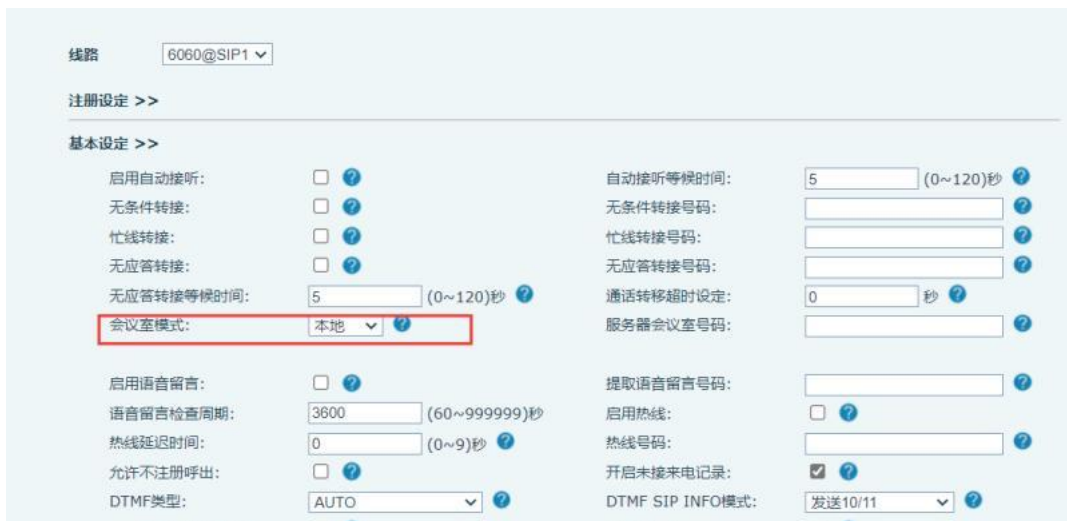 线路 6060@SIP1
注册设定 >>
基本设定 >>
启用自动接听: 自动接听等候时间: 5 (0~120)秒
无条件转接: 无条件转接号码:
忙线转接: 忙线转接号码:
无应答转接: 无应答转接号码:
无应答转接等候时间: 5 (0~120)秒 通话转移超时设定: 0 秒
会议室模式: 本地 服务器会议室号码:
启用语音留言: 提取语音留言号码:
语音留言检查周期: 3600 (60~999999)秒 启用热线:
热线延迟时间: 0 (0~9)秒 热线号码:
允许不注册呼出: 开启未接来电记录:
DTMF类型: AUTO DTMF SIP INFO模式: 发送10/11